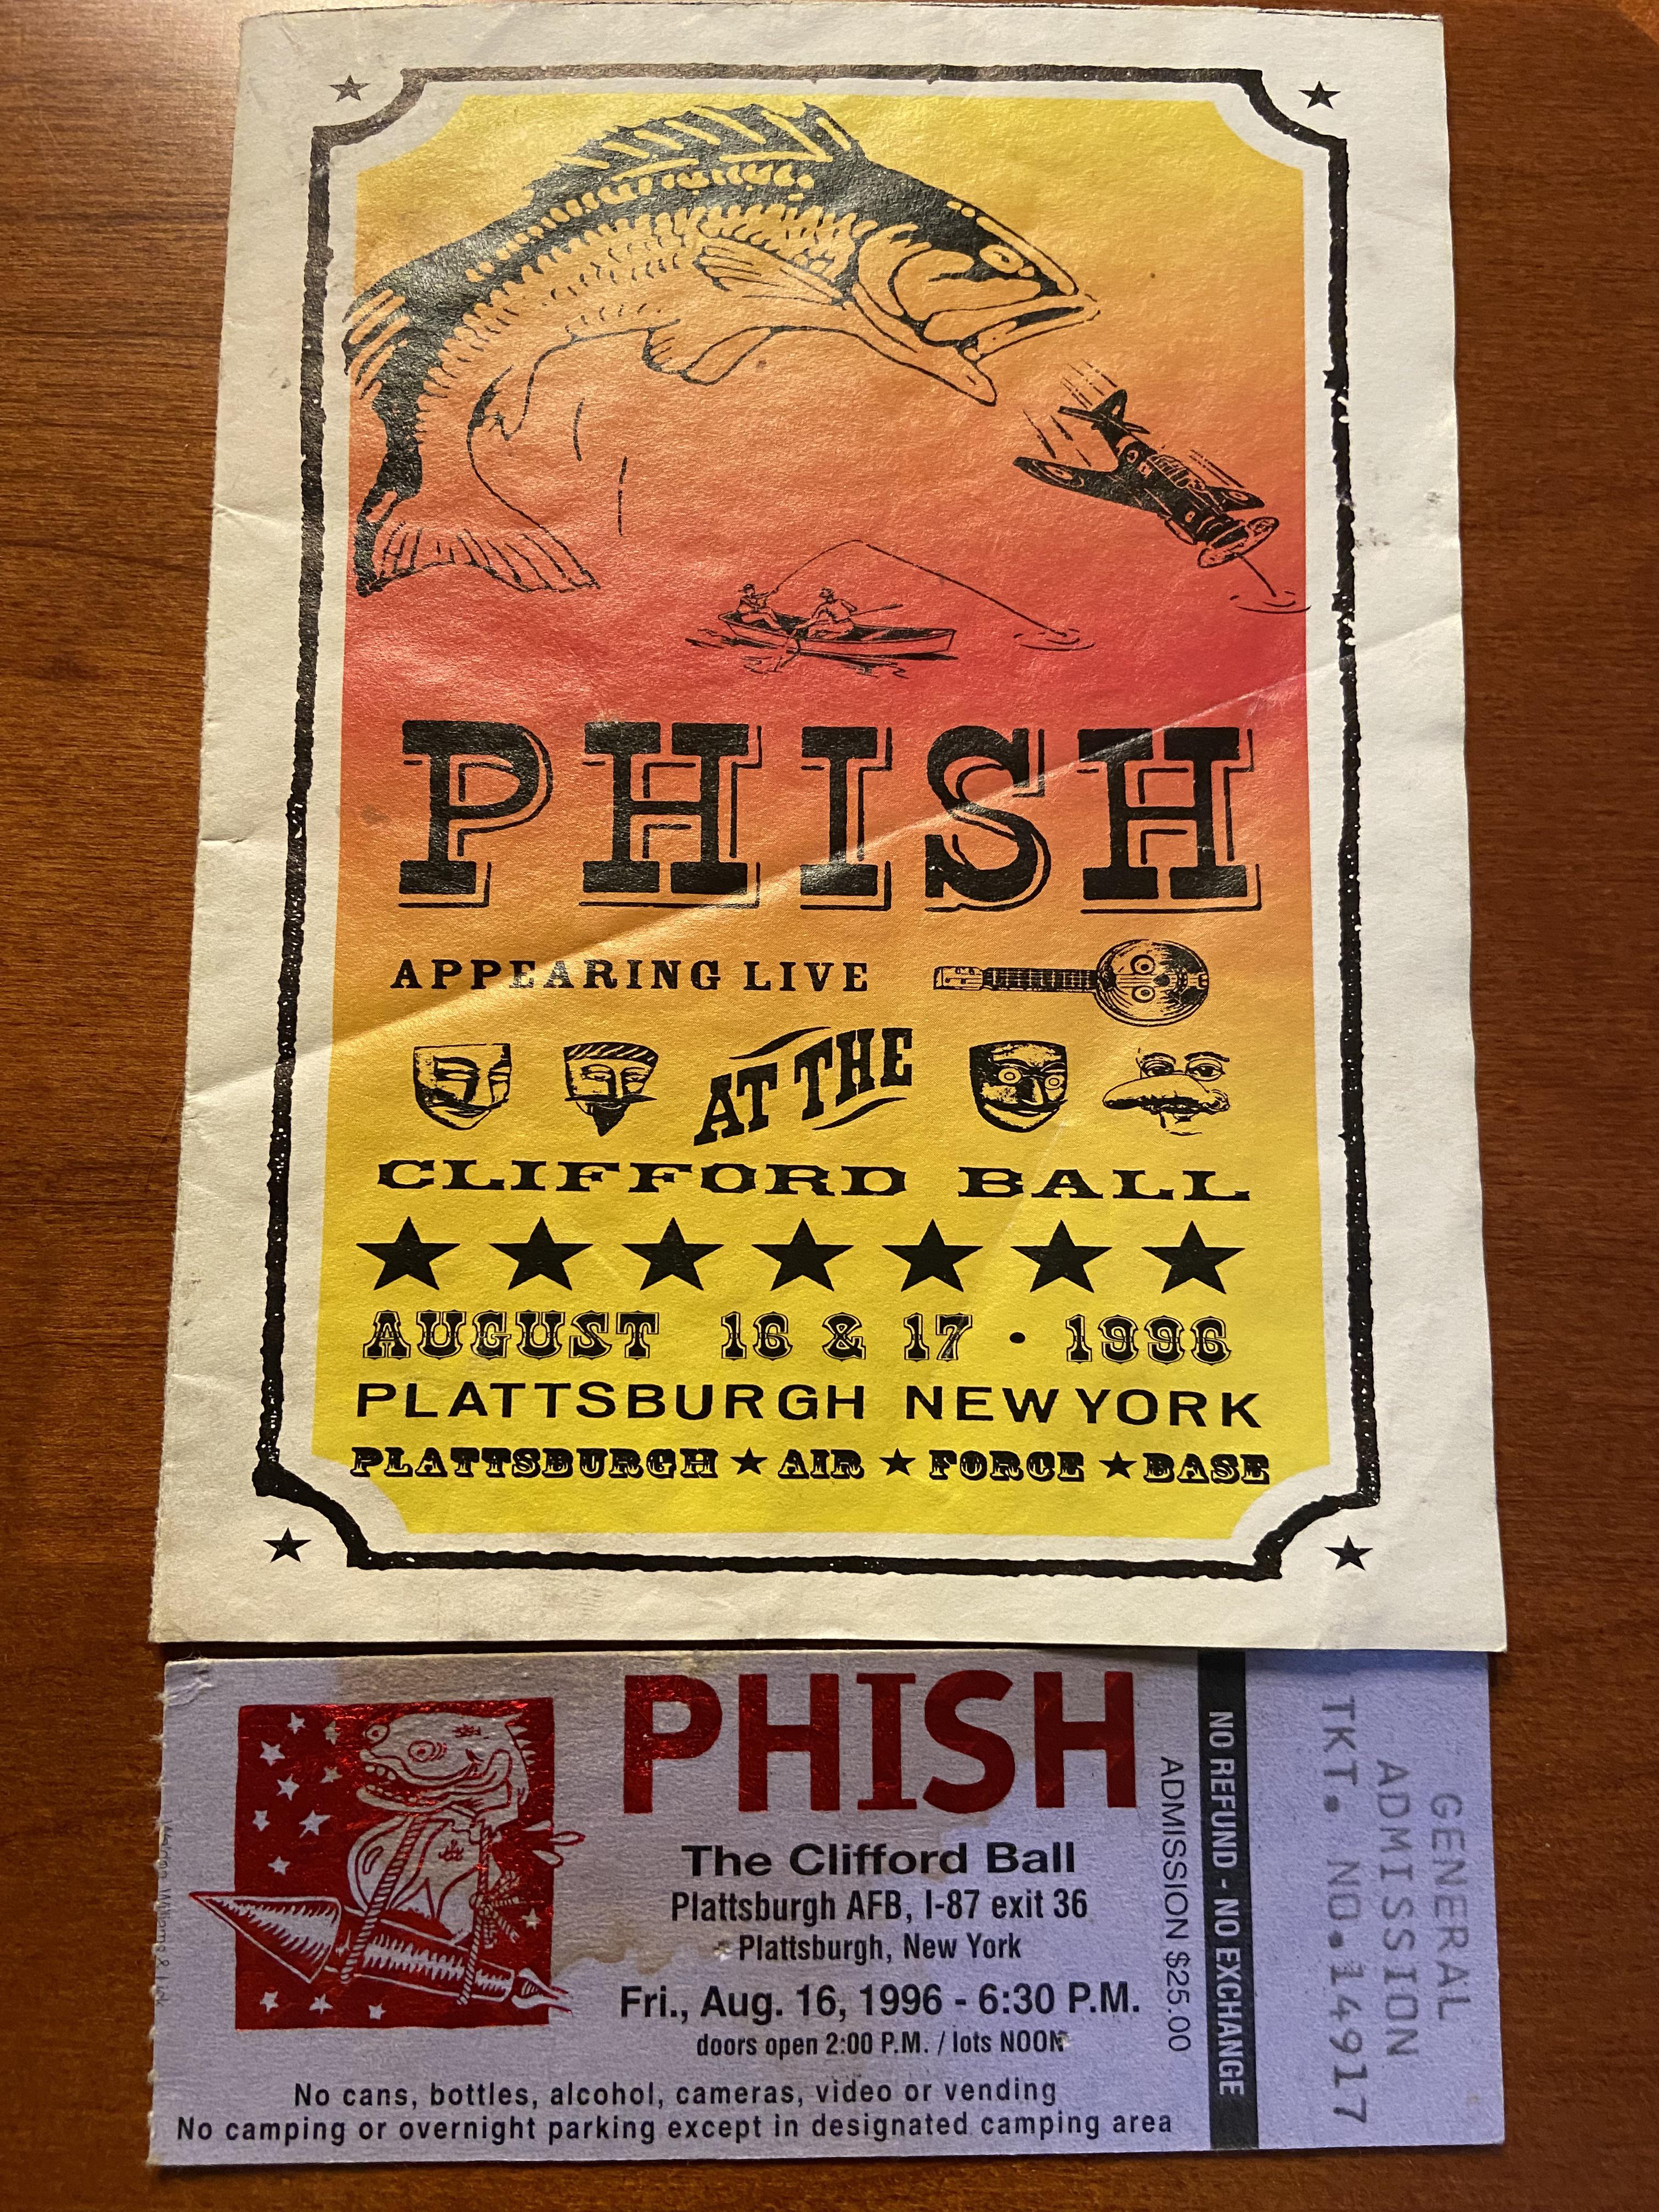 PHISH
APPEARING LIVE
AT THE
CLIFFORD BALL
AUGUST 16 & 17 • 1996
PLATTSBURGH NEW YORK
PLATTSBURGH ★ AIR ★ FORCE ★ BASE
PHISH
The Clifford Ball
Plattsburgh AFB, I-87 exit 36
Plattsburgh, New York
Fri., Aug. 16, 1996 - 6:30 P.M.
doors open 2:00 P.M. / lots NOON
No cans, bottles, alcohol, cameras, video or vending
No camping or overnight parking except in designated camping area
ADMISSION $25.00
NO REFUND - NO EXCHANGE
GENERAL
ADMISSION
TKT. NO.14917